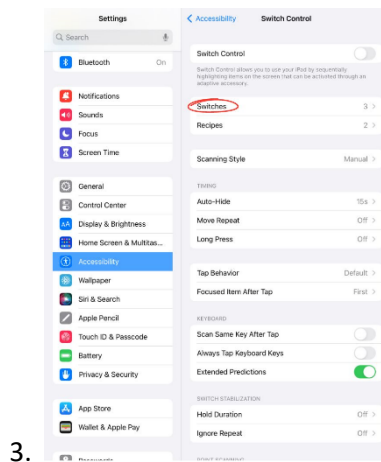 Settings
Search
Bluetooth On
Notifications
Sounds
Focus
Screen Time
General
Control Center
Display & Brightness
Home Screen & Multitas...
Accessibility
Wallpaper
Siri & Search
Apple Pencil
Touch ID & Passcode
Battery
Privacy & Security
App Store
Wallet & Apple Pay
Accessibility Switch Control
Switch Control
Switch Control allows you to use your iPad by sequentially
highlighting items on the screen that can be activated through an
adaptive accessory.
Switches 3
Recipes 2
Scanning Style Manual
TIMING
Auto-Hide 15s
Move Repeat Off
Long Press Off
Tap Behavior Default
Focused Item After Tap First
KEYBOARD
Scan Same Key After Tap
Always Tap Keyboard Keys
Extended Predictions
SWITCH STABILIZATION
Hold Duration Off
Ignore Repeat Off
3.